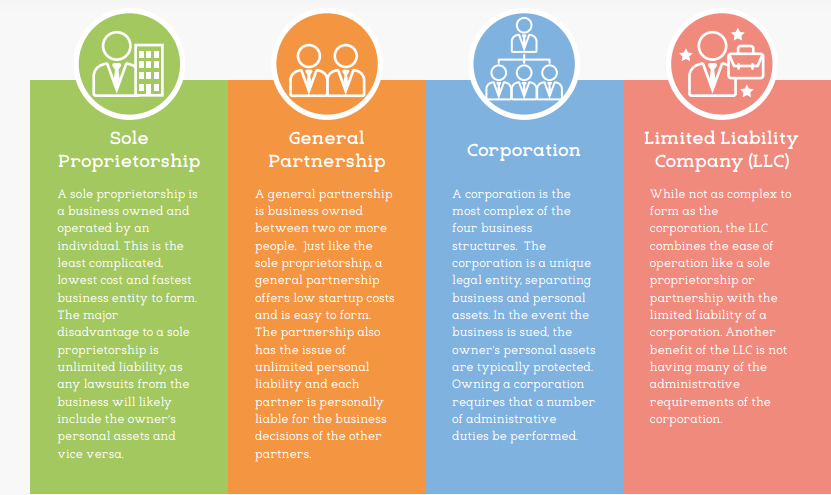 Sole
Proprietorship
A sole proprietorship is
a business owned and
operated by an
individual. This is the
least complicated,
lowest cost and fastest
business entity to form.
The major
disadvantage to a sole
proprietorship is
unlimited liability, as
any lawsuits from the
business will likely
include the owner's
personal assets and
vice versa.
General
Partnership
A general partnership
is business owned
between two or more
people.  Just like the
sole proprietorship, a
general partnership
offers low startup costs
and is easy to form.
The partnership also
has the issue of
unlimited personal
liability and each
partner is personally
liable for the business
decisions of the other
partners.
Corporation
A corporation is the
most complex of the
four business
structures.  The
corporation is a unique
legal entity, separating
business and personal
assets. In the event the
business is sued, the
owner's personal assets
are typically protected.
Owning a corporation
requires that a number
of administrative
duties be performed.
Limited Liability
Company (LLC)
While not as complex to
form as the
corporation, the LLC
combines the ease of
operation like a sole
proprietorship or
partnership with the
limited liability of a
corporation. Another
benefit of the LLC is not
having many of the
administrative
requirements of the
corporation.